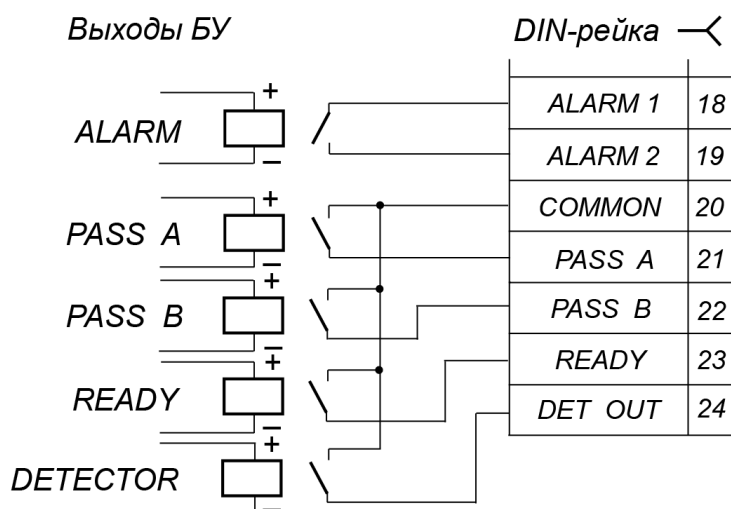 Выходы БУ
DIN-рейка
+
ALARM
−
ALARM 1 18
ALARM 2 19
+
PASS A
−
COMMON 20
PASS A 21
+
PASS B
−
PASS B 22
+
READY
−
READY 23
+
DETECTOR
−
DET OUT 24